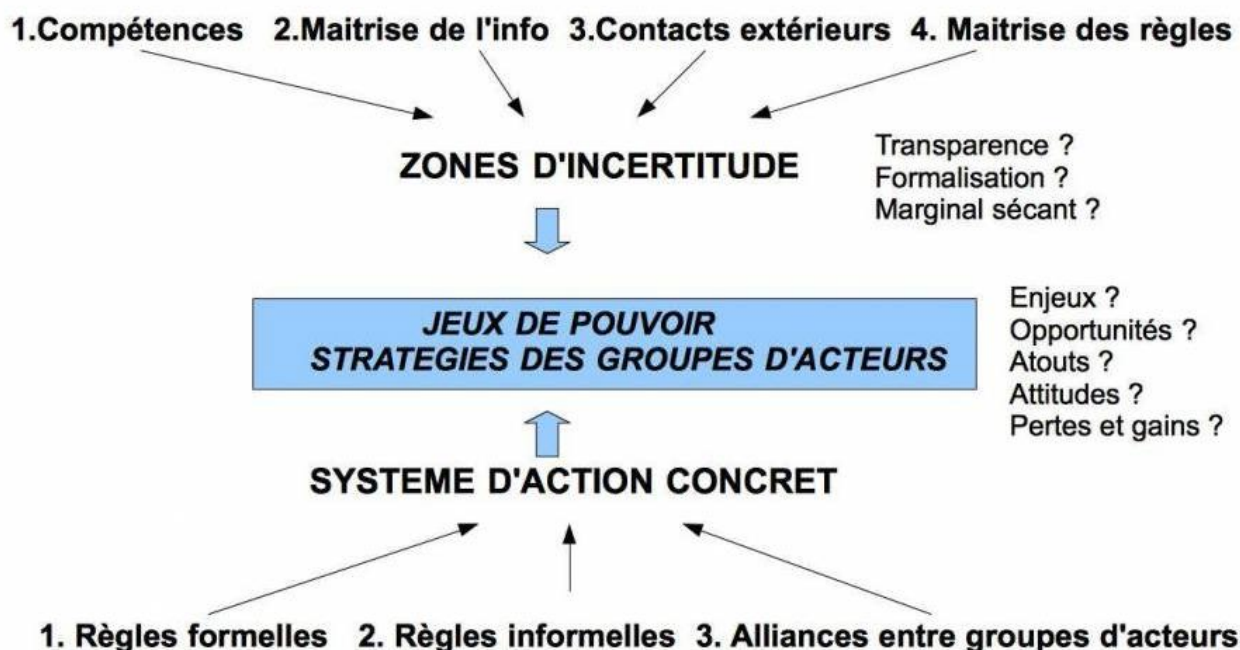 1.Compétences 2.Maitrise de l'info 3.Contacts extérieurs 4. Maitrise des règles
ZONES D'INCERTITUDE
Transparence ?
Formalisation ?
Marginal sécant ?
JEUX DE POUVOIR
STRATEGIES DES GROUPES D'ACTEURS
Enjeux ?
Opportunités ?
Atouts ?
Attitudes ?
Pertes et gains ?
SYSTEME D'ACTION CONCRET
1. Règles formelles 2. Règles informelles 3. Alliances entre groupes d'acteurs